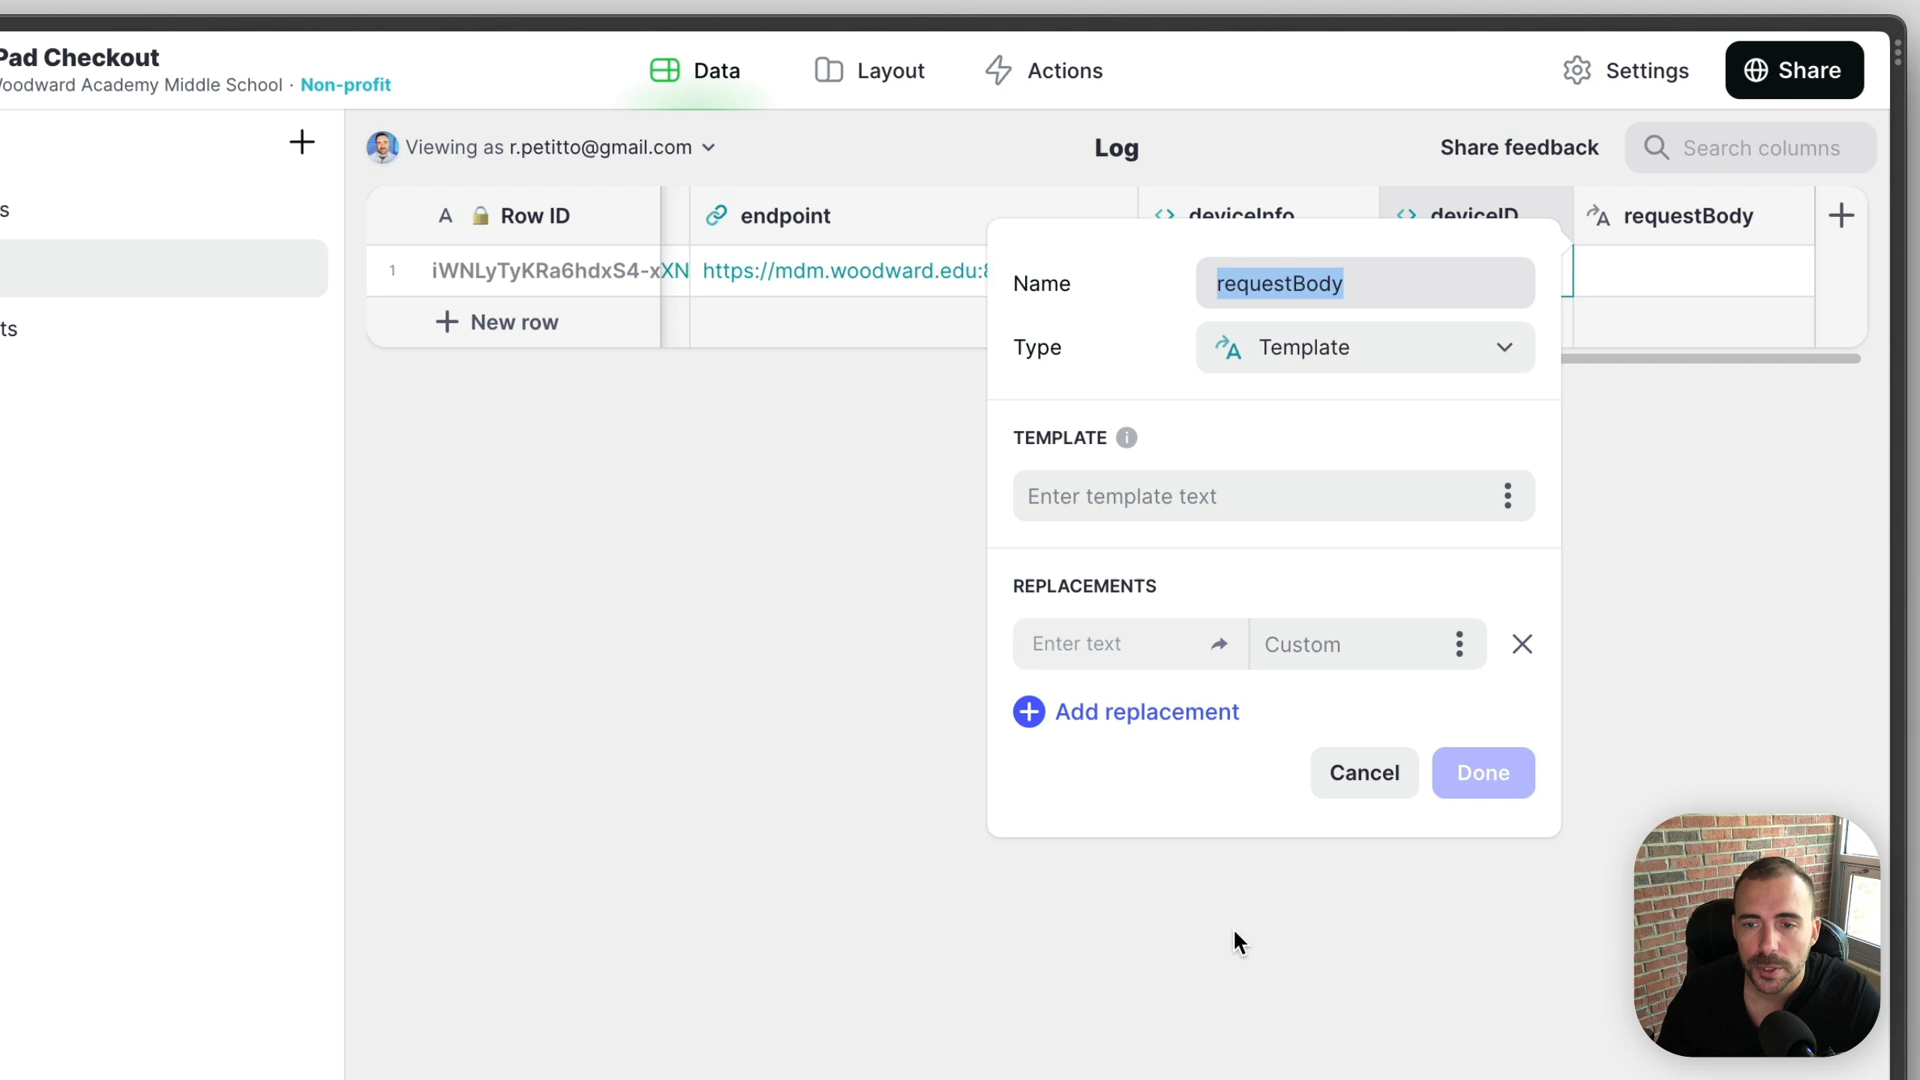 Pad Checkout
Woodward Academy Middle School · Non-profit
Data
Layout
Actions
Settings
Share
s
ts
Viewing as r.petitto@gmail.com
Log
Share feedback
Search columns
A 🔒 Row ID
endpoint
deviceInfo
deviceID
requestBody
1
iWNLyTyKRa6hdxS4-xXN
https://mdm.woodward.edu:8
New row
Name
requestBody
Type
Template
TEMPLATE
Enter template text
REPLACEMENTS
Enter text
Custom
Add replacement
Cancel
Done